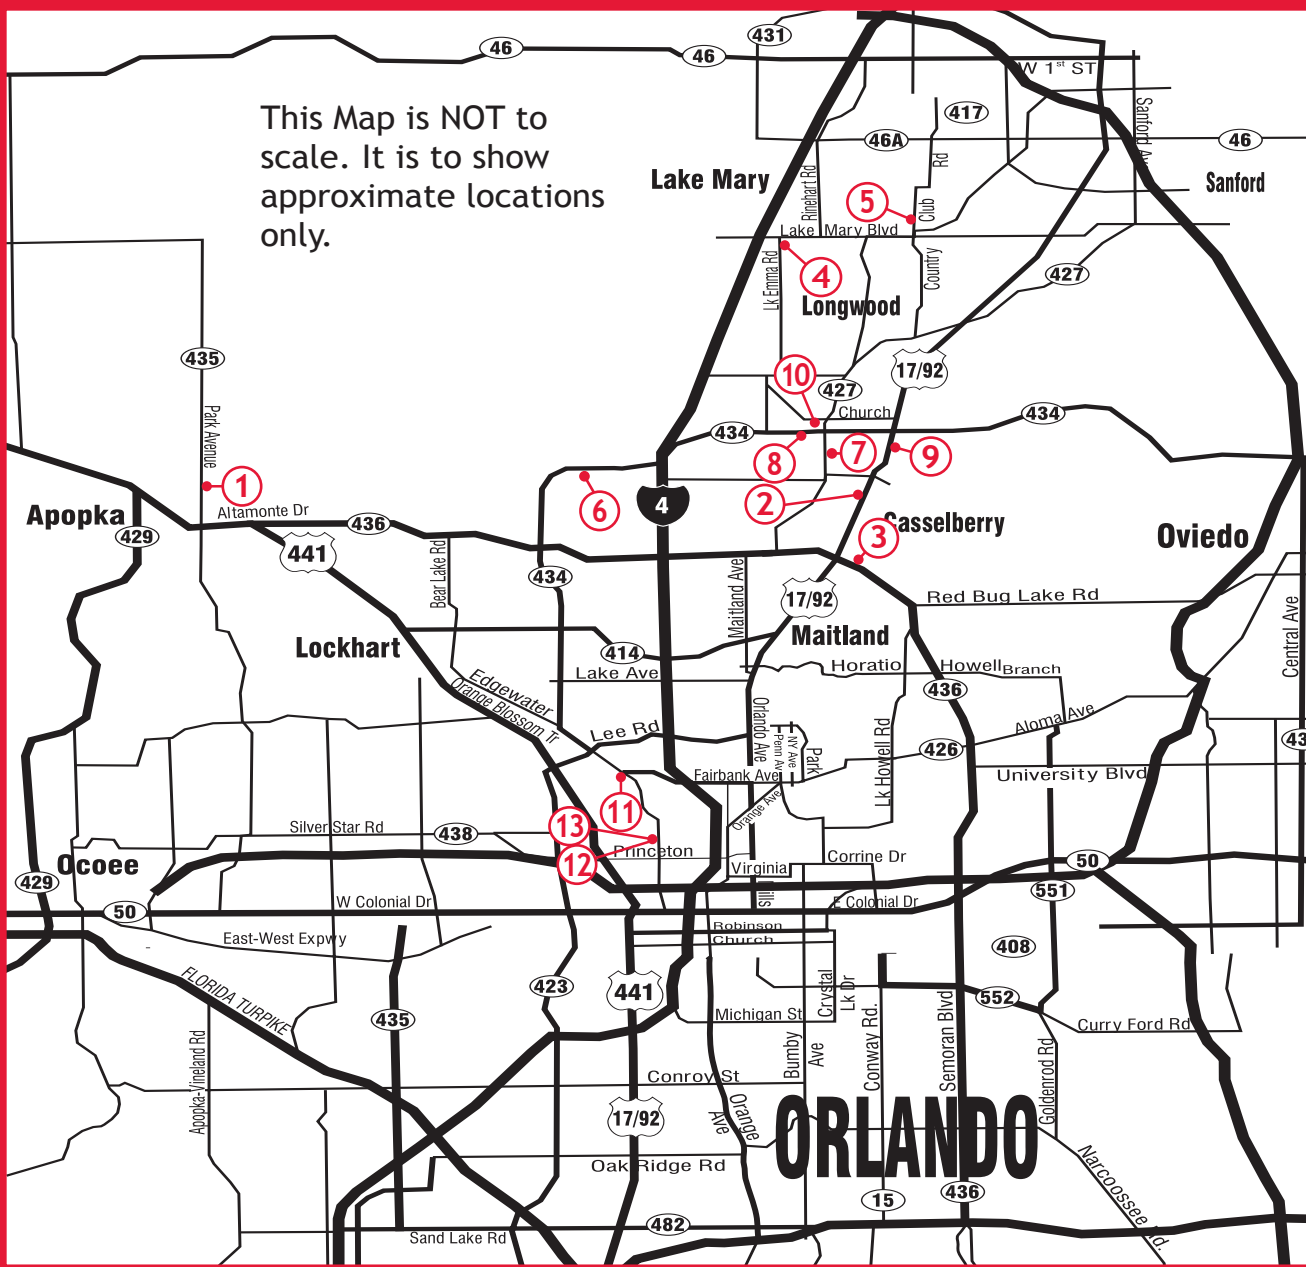 431
46
46
W 1st ST
This Map is NOT to
scale. It is to show
approximate locations
only.
417
Sanford
46A
46
Rd
Lake Mary
Rinehart Rd
Sanford
5
Club
Lake Mary Blvd
Lk Emma Rd
4
Country
427
Longwood
435
17/92
10
427
Park Avenue
Church
434
434
8
7
9
1
6
2
4
Altamonte Dr
Apopka
436
Casselberry
429
441
3
Oviedo
Bear Lake Rd
434
Maitland Ave
17/92
Red Bug Lake Rd
Central Ave
Lockhart
414
Maitland
Lake Ave
Horatio
Howell Branch
Edgewater
Orange Blossom Tr
436
Orlando Ave
Lee Rd
NY Ave
Penn Av
Park
Lk Howell Rd
Aloma Ave
426
43
Fairbank Ave
University Blvd
11
Orange Ave
13
Silver Star Rd
438
Princeton
Corrine Dr
50
12
Virginia
Ocoee
429
551
Mills
W Colonial Dr
E Colonial Dr
50
Robinson
Church
East-West Expwy
408
FLORIDA TURPIKE
423
441
Crystal
Lk Dr
552
435
Michigan St
Curry Ford Rd
Apopka-Vineland Rd
Bumby
Ave
Conway Rd.
Semoran Blvd
Goldenrod Rd
Conroy St
17/92
Orange
Ave
ORLANDO
Oak Ridge Rd
Narcoossee Rd.
15
436
482
Sand Lake Rd